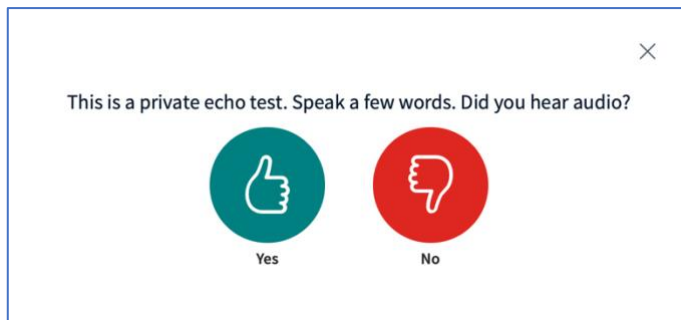 This is a private echo test. Speak a few words. Did you hear audio?
Yes
No